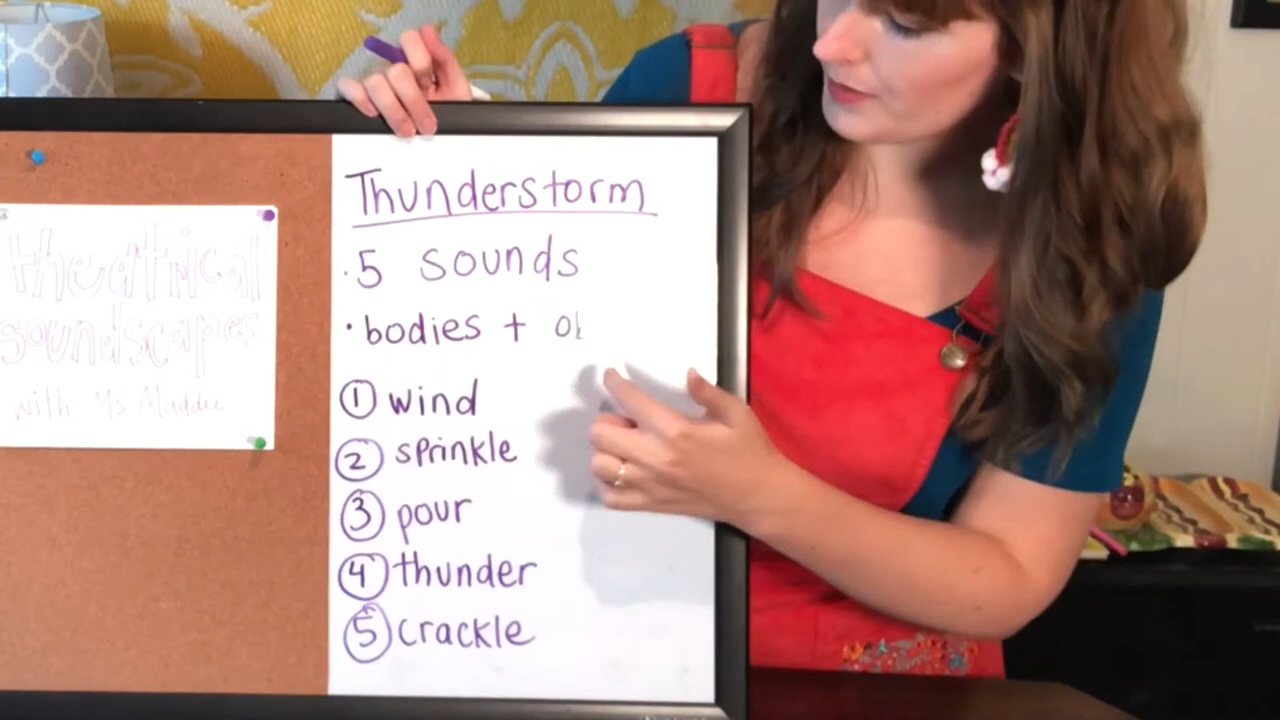 theatrical
soundscapes
with Ms Maddie
Thunderstorm
· 5 sounds
· bodies +
① wind
② sprinkle
③ pour
④ thunder
⑤ crackle